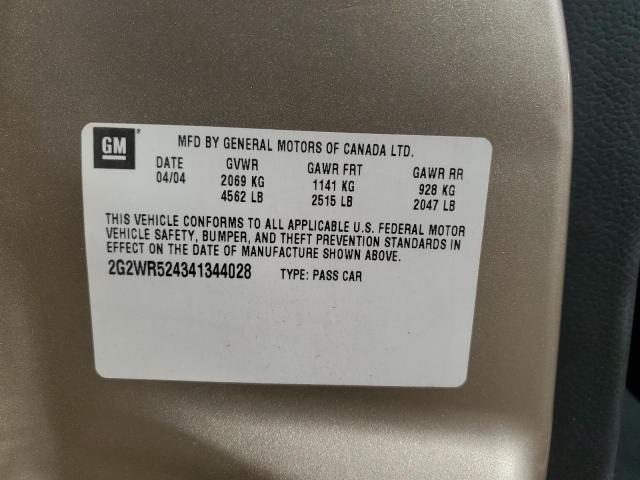 GM®
MFD BY GENERAL MOTORS OF CANADA LTD.
DATE GVWR GAWR FRT GAWR RR
04/04 2069 KG 1141 KG 928 KG
4562 LB 2515 LB 2047 LB
THIS VEHICLE CONFORMS TO ALL APPLICABLE U.S. FEDERAL MOTOR
VEHICLE SAFETY, BUMPER, AND THEFT PREVENTION STANDARDS IN
EFFECT ON THE DATE OF MANUFACTURE SHOWN ABOVE.
2G2WR524341344028 TYPE: PASS CAR